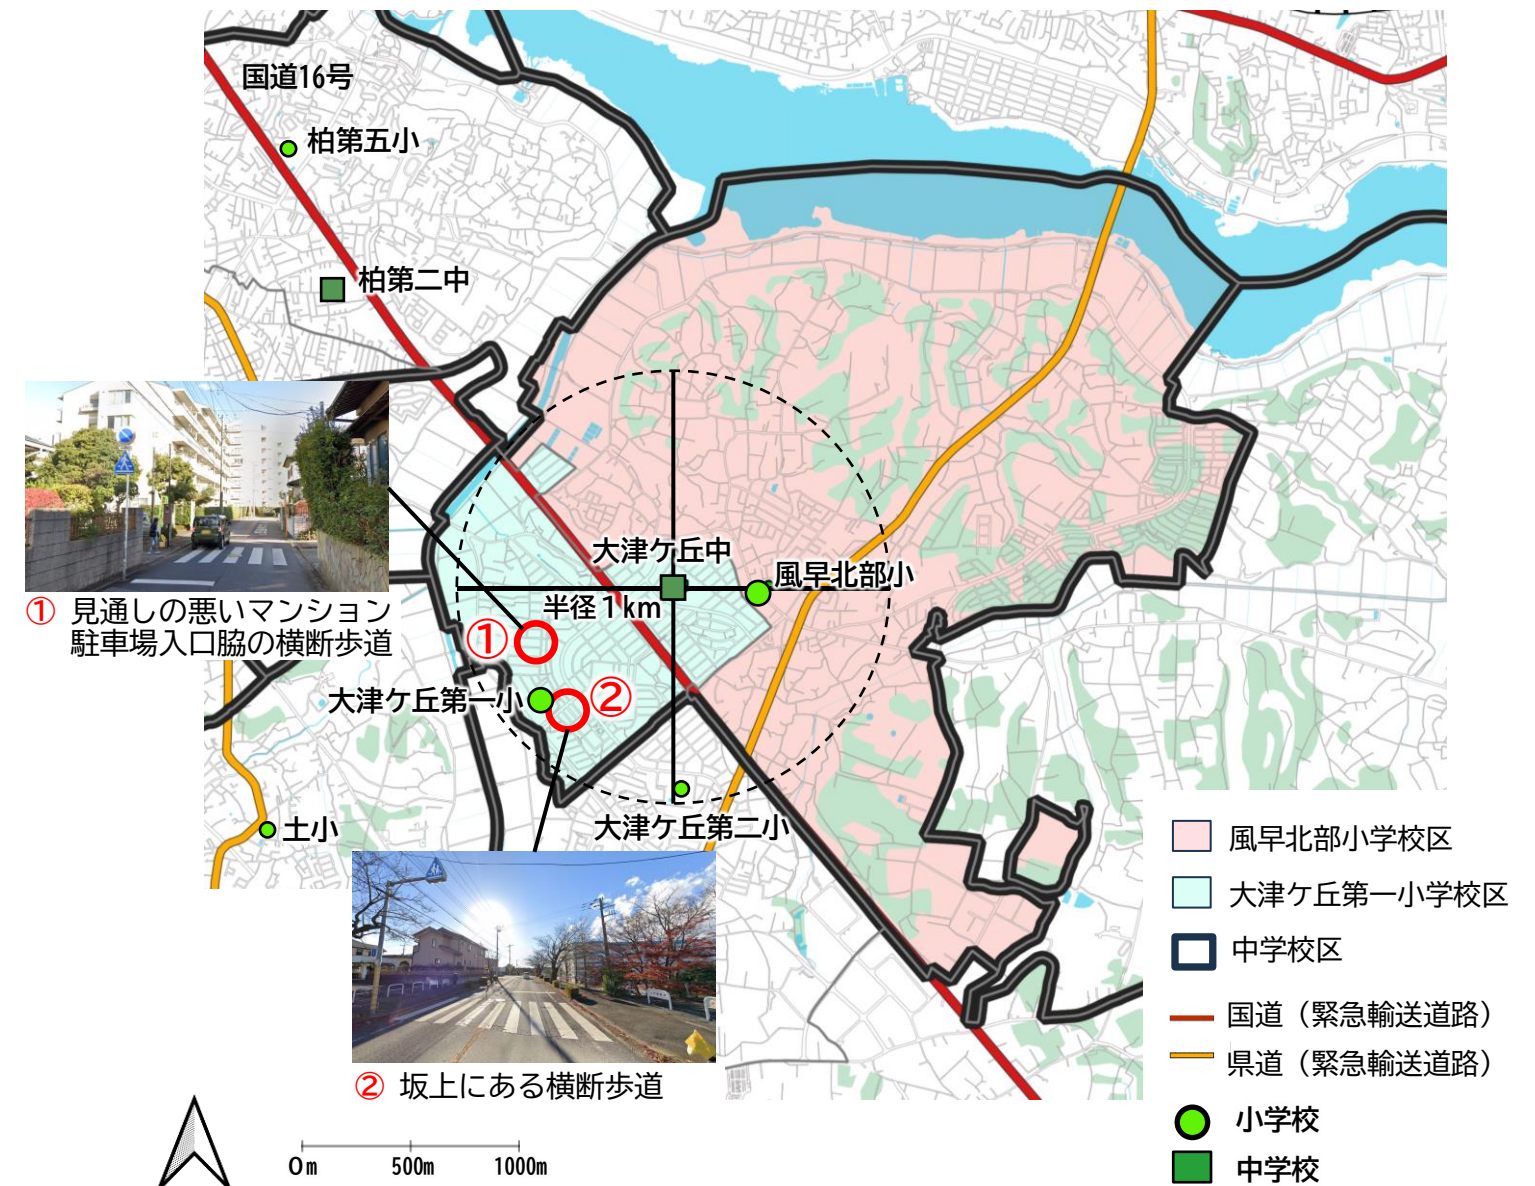 国道16号
柏第五小
柏第二中
大津ケ丘中
風早北部小
半径１km
① 見通しの悪いマンション
駐車場入口脇の横断歩道
①
大津ケ丘第一小
②
大津ケ丘第二小
土小
② 坂上にある横断歩道
風早北部小学校区
大津ケ丘第一小学校区
中学校区
国道（緊急輸送道路）
県道（緊急輸送道路）
小学校
中学校
0m 500m 1000m